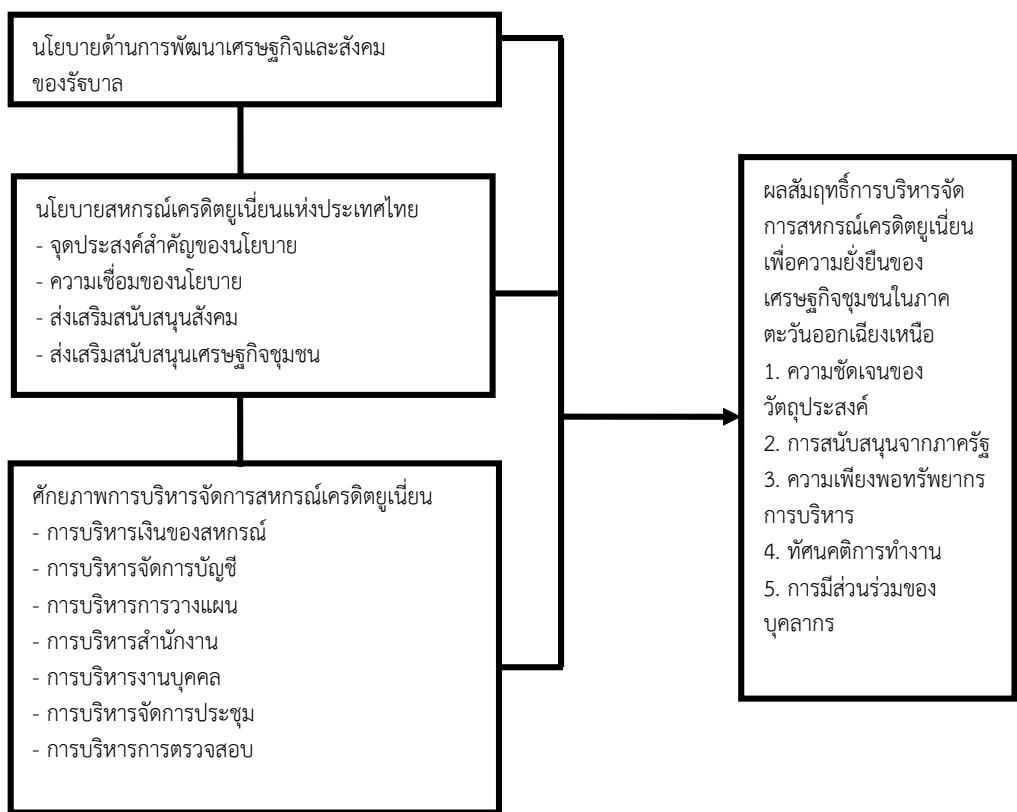 นโยบายด้านการพัฒนาเศรษฐกิจและสังคม
ของรัฐบาล
นโยบายสหกรณ์เครดิตยูเนี่ยนแห่งประเทศไทย
- จุดประสงค์สำคัญของนโยบาย
- ความเชื่อมของนโยบาย
- ส่งเสริมสนับสนุนสังคม
- ส่งเสริมสนับสนุนเศรษฐกิจชุมชน
ศักยภาพการบริหารจัดการสหกรณ์เครดิตยูเนี่ยน
- การบริหารเงินของสหกรณ์
- การบริหารจัดการบัญชี
- การบริหารการวางแผน
- การบริหารสำนักงาน
- การบริหารงานบุคคล
- การบริหารจัดการประชุม
- การบริหารการตรวจสอบ
ผลสัมฤทธิ์การบริหารจัด
การสหกรณ์เครดิตยูเนี่ยน
เพื่อความยั่งยืนของ
เศรษฐกิจชุมชนในภาค
ตะวันออกเฉียงเหนือ
1. ความชัดเจนของ
วัตถุประสงค์
2. การสนับสนุนจากภาครัฐ
3. ความเพียงพอทรัพยากร
การบริหาร
4. ทัศนคติการทำงาน
5. การมีส่วนร่วมของ
บุคลากร